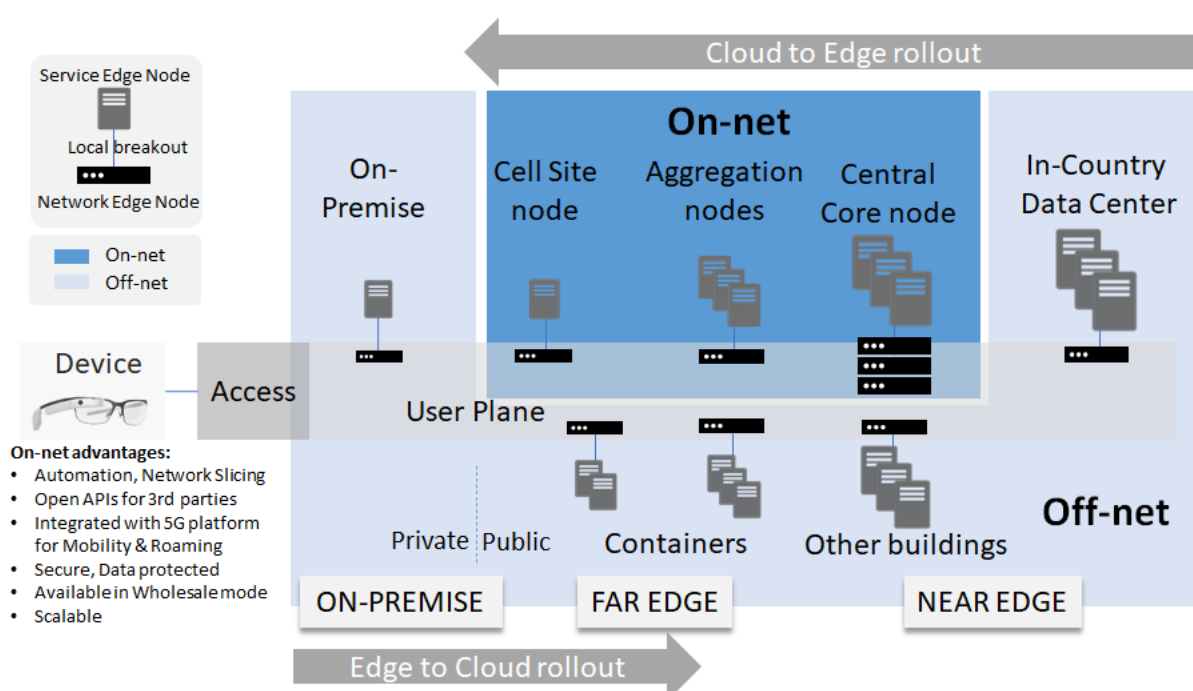 Cloud to Edge rollout
Service Edge Node
Local breakout
Network Edge Node
On-net
Off-net
On-
Premise
On-net
Cell Site
node
Aggregation
nodes
Central
Core node
In-Country
Data Center
Device
Access
User Plane
On-net advantages:
• Automation, Network Slicing
• Open APIs for 3rd parties
• Integrated with 5G platform
for Mobility & Roaming
• Secure, Data protected
• Available in Wholesale mode
• Scalable
Private
Public
Containers
Other buildings
Off-net
ON-PREMISE
FAR EDGE
NEAR EDGE
Edge to Cloud rollout